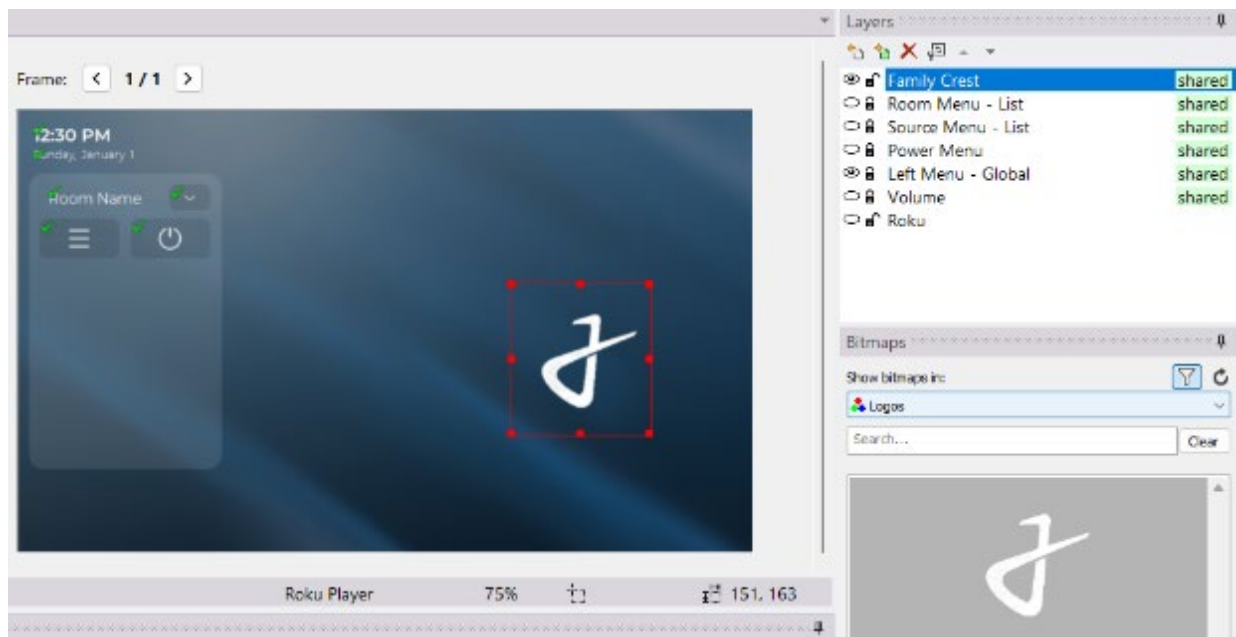 Layers
Frame: < 1 / 1 >
Family Crest shared
Room Menu - List shared
Source Menu - List shared
Power Menu shared
Left Menu - Global shared
Volume shared
Roku
12:30 PM
Sunday, January 1
Room Name
Bitmaps
Show bitmaps in:
Logos
Search... Clear
Roku Player 75% 151, 163